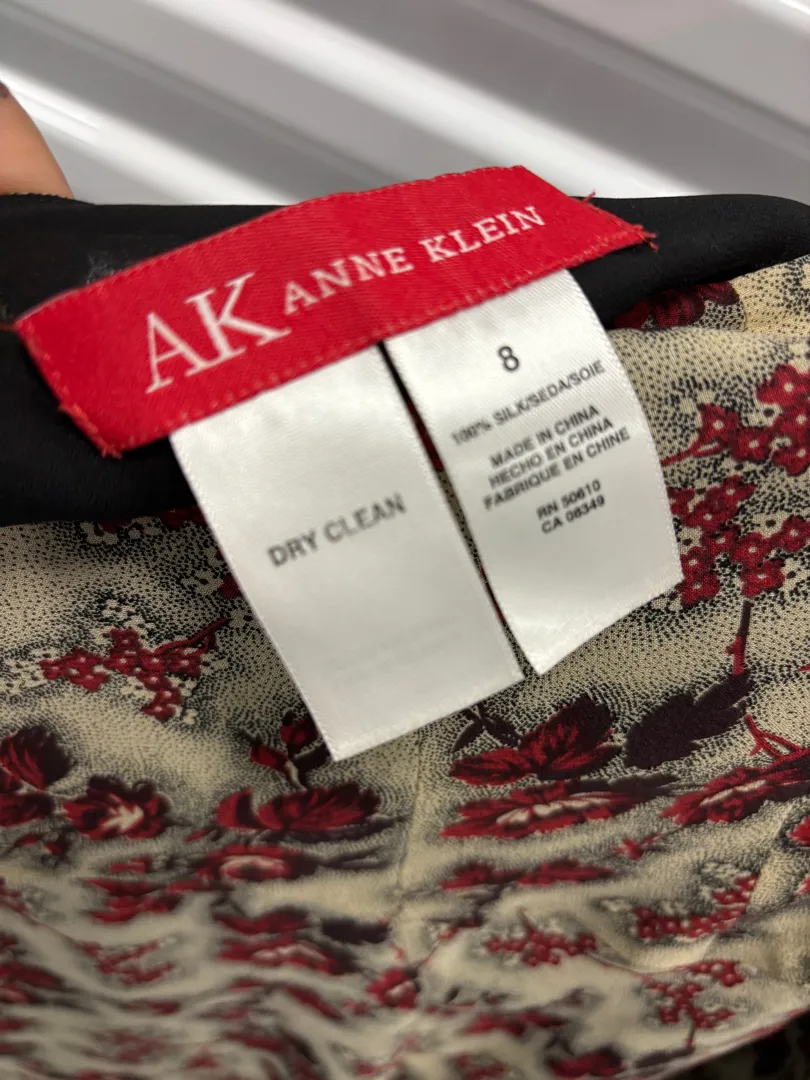 AK ANNE KLEIN
DRY CLEAN
8
100% SILK/SEDA/SOIE
MADE IN CHINA
HECHO EN CHINA
FABRIQUE EN CHINE
RN 50610
CA 08349